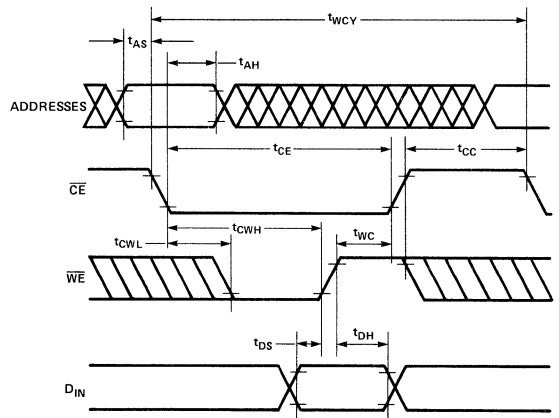 tWCY
tAS
tAH
ADDRESSES
tCE
tCC
CE
tCWH
tCWL
tWC
WE
tDS
tDH
DIN